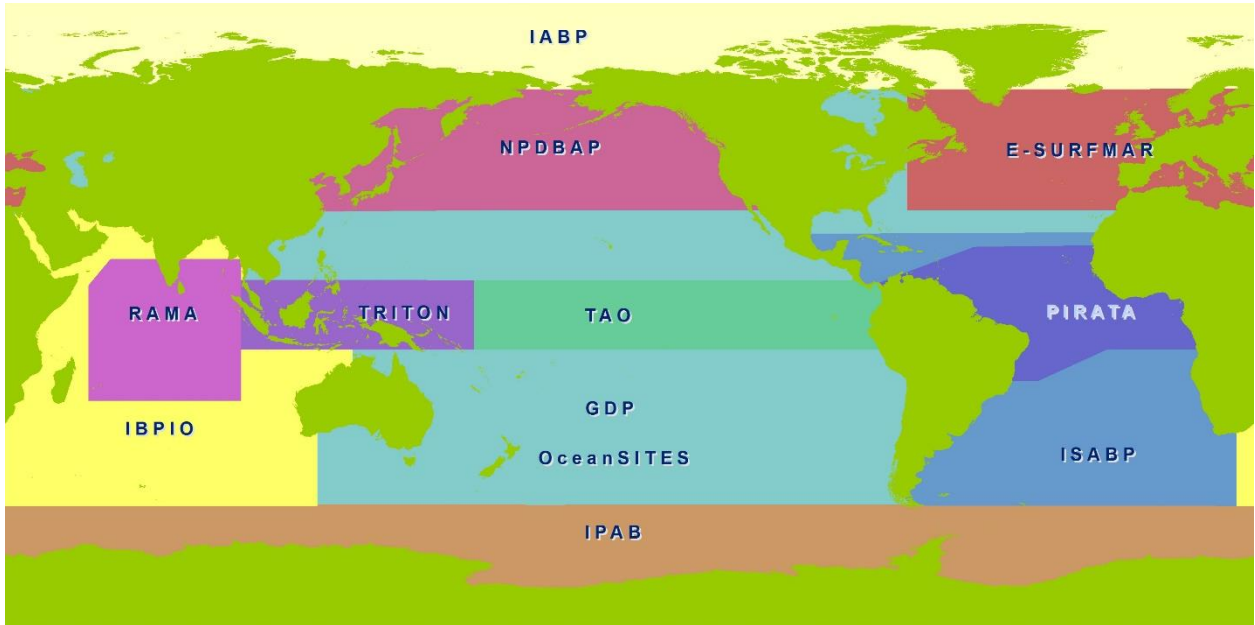 IABP
NPDBAP
E-SURFMAR
RAMA
TRITON
TAO
PIRATA
GDP
IBPIO
OceanSITES
ISABP
IPAB